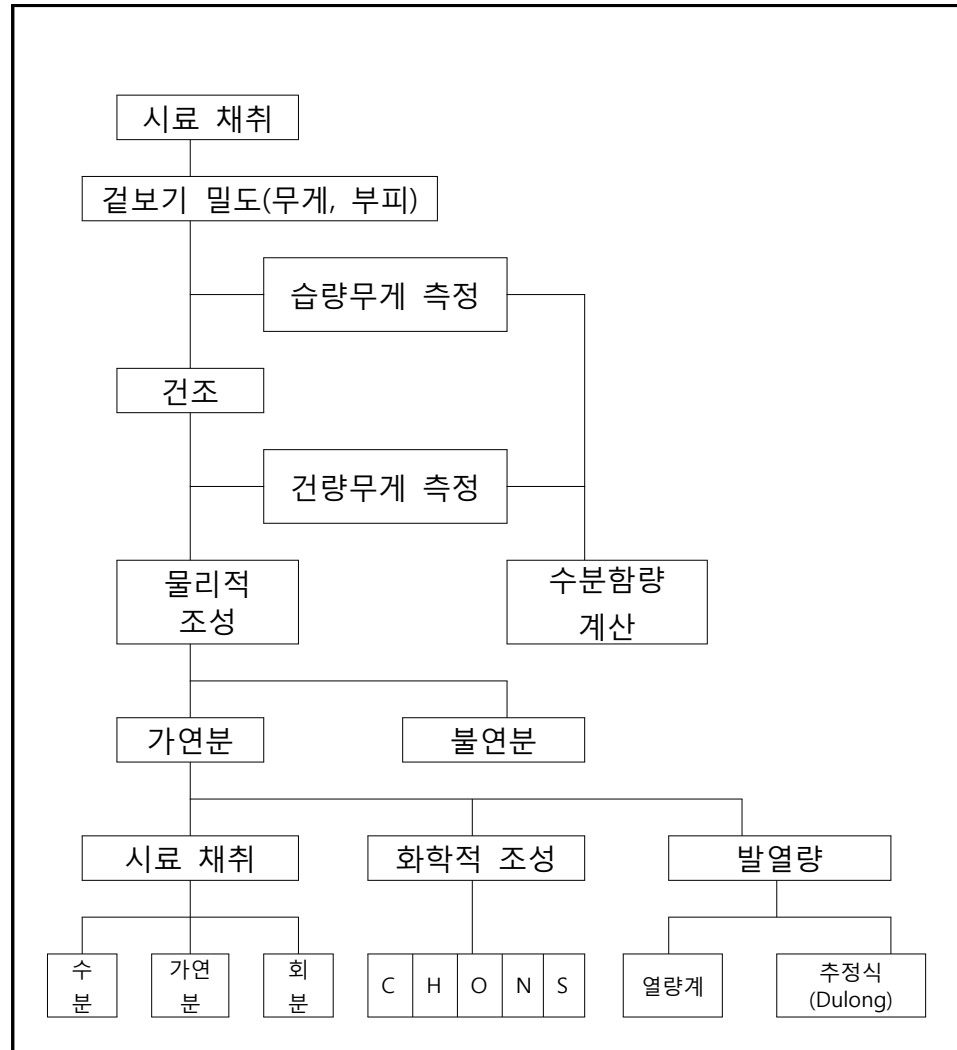 시료 채취
겉보기 밀도(무게, 부피)
습량무게 측정
건조
건량무게 측정
물리적
조성
수분함량
계산
가연분
불연분
시료 채취
화학적 조성
발열량
수
분
가연
분
회
분
C H O N S
열량계
추정식
(Dulong)